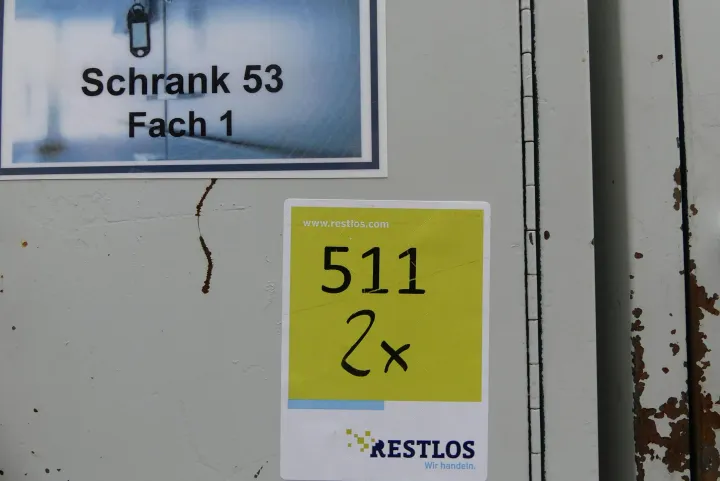 Schrank 53
Fach 1
www.restlos.com
511
2x
RESTLOS
Wir handeln.